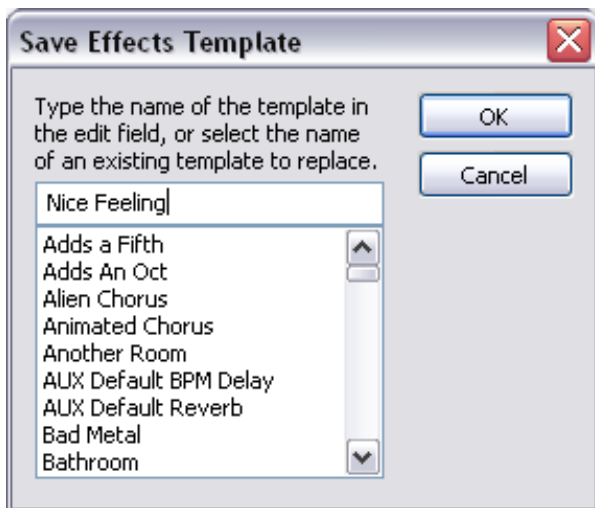 Save Effects Template
Type the name of the template in
the edit field, or select the name
of an existing template to replace.
OK
Cancel
Nice Feeling
Adds a Fifth
Adds An Oct
Alien Chorus
Animated Chorus
Another Room
AUX Default BPM Delay
AUX Default Reverb
Bad Metal
Bathroom